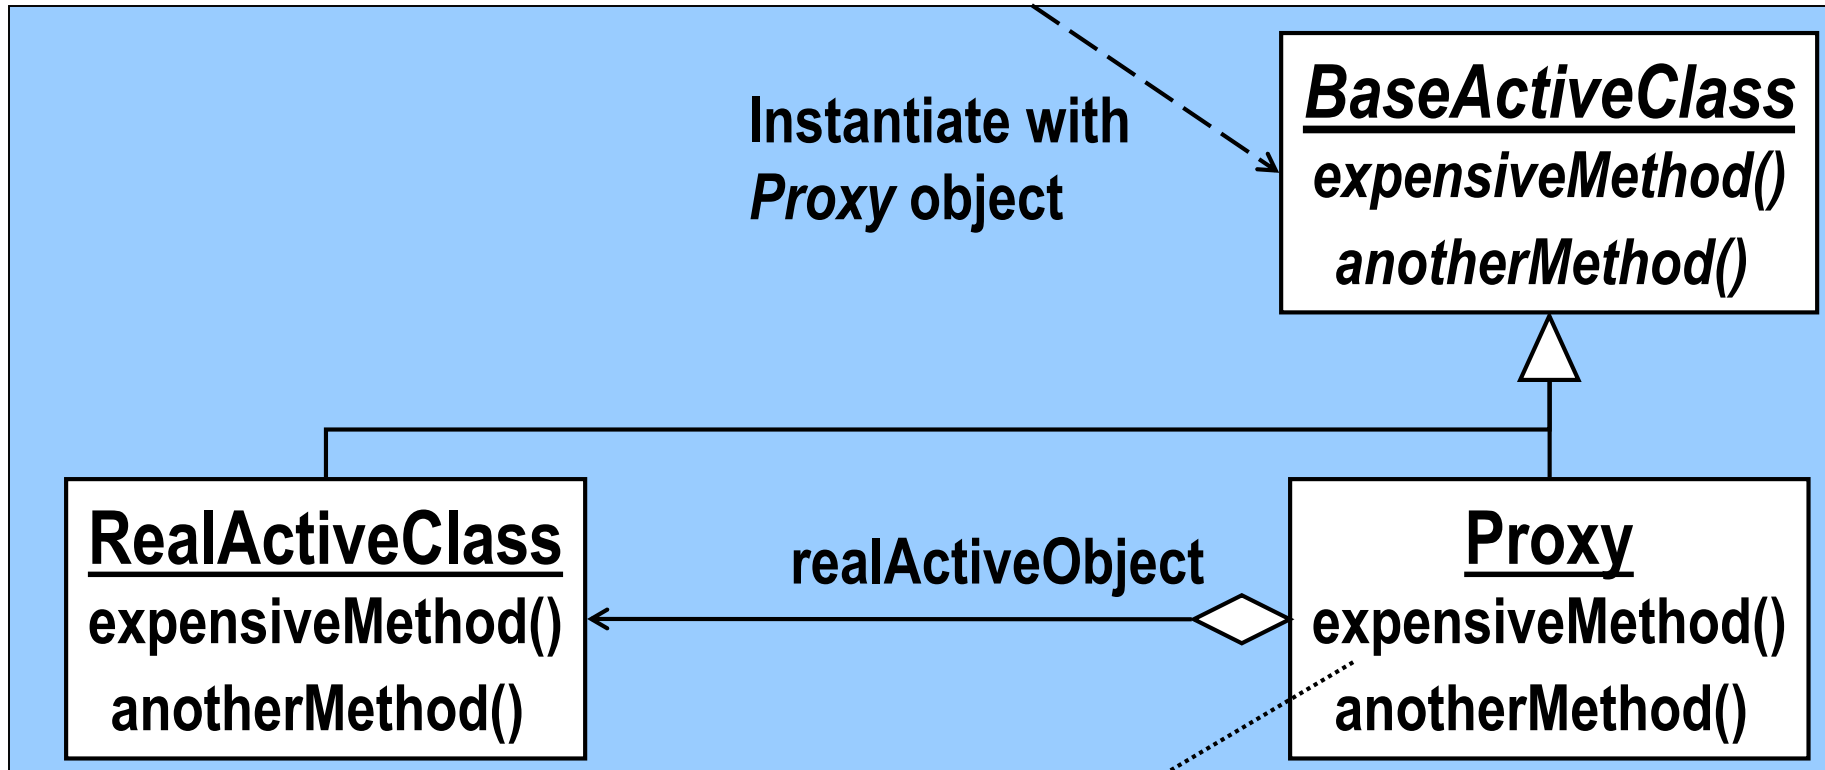 Instantiate with
Proxy object
BaseActiveClass
expensiveMethod()
anotherMethod()
RealActiveClass
expensiveMethod()
anotherMethod()
realActiveObject
Proxy
expensiveMethod()
anotherMethod()